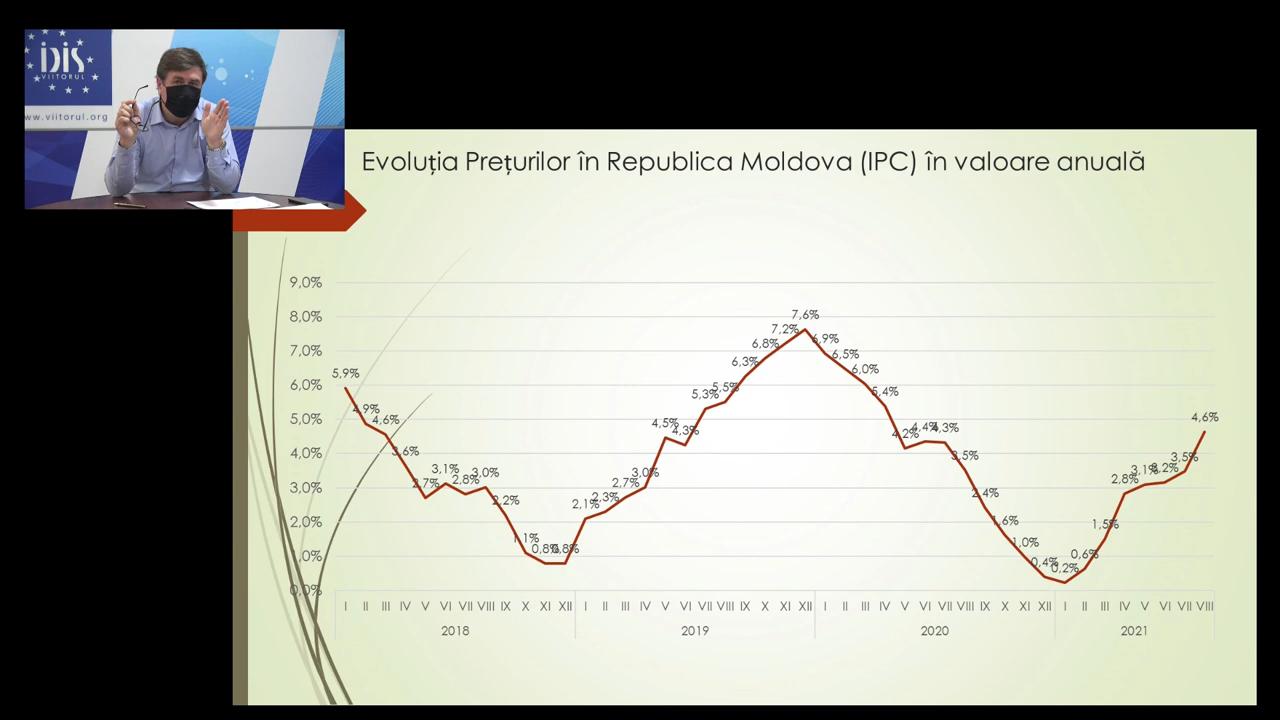 IDIS
VIITORUL
ww.viitorul.org
Evoluția Prețurilor în Republica Moldova (IPC) în valoare anuală
9,0%
8,0%
7,0%
6,0%
5,0%
4,0%
3,0%
2,0%
1,0%
0,0%
5,9% 4,9% 4,6% 3,6% 2,7% 3,1% 2,8% 3,0% 2,2% 1,1% 0,8% 0,8% 2,1% 2,3% 2,7% 3,0% 4,5% 4,3% 5,3% 5,5% 6,3% 6,8% 7,2% 7,6% 6,9% 6,5% 6,0% 5,4% 4,2% 4,4% 4,3% 3,5% 2,4% 1,6% 1,0% 0,4% 0,2% 0,6% 1,5% 2,8% 3,1% 3,2% 3,5% 4,6%
I II III IV V VI VII VIII IX X XI XII I II III IV V VI VII VIII IX X XI XII I II III IV V VI VII VIII IX X XI XII I II III IV V VI VII VIII
2018 2019 2020 2021